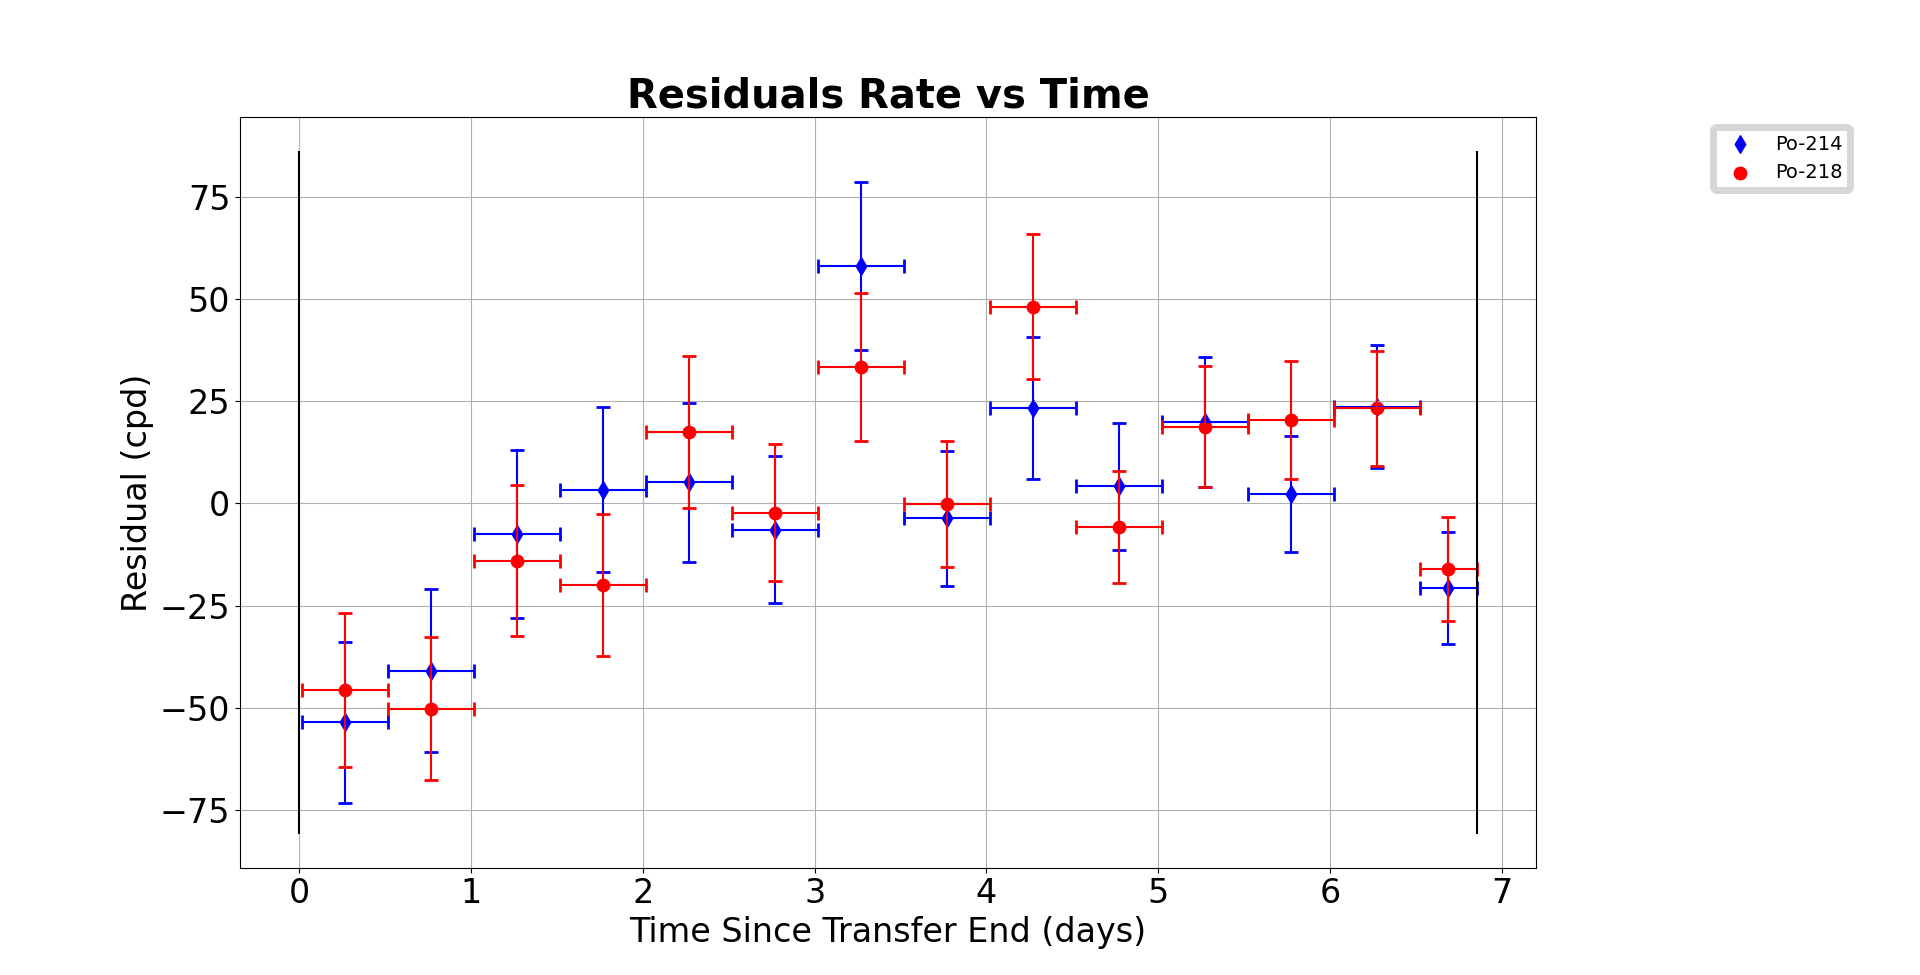 Residuals Rate vs Time
Po-214
Po-218
75
50
25
0
−25
−50
−75
Residual (cpd)
0 1 2 3 4 5 6 7
Time Since Transfer End (days)